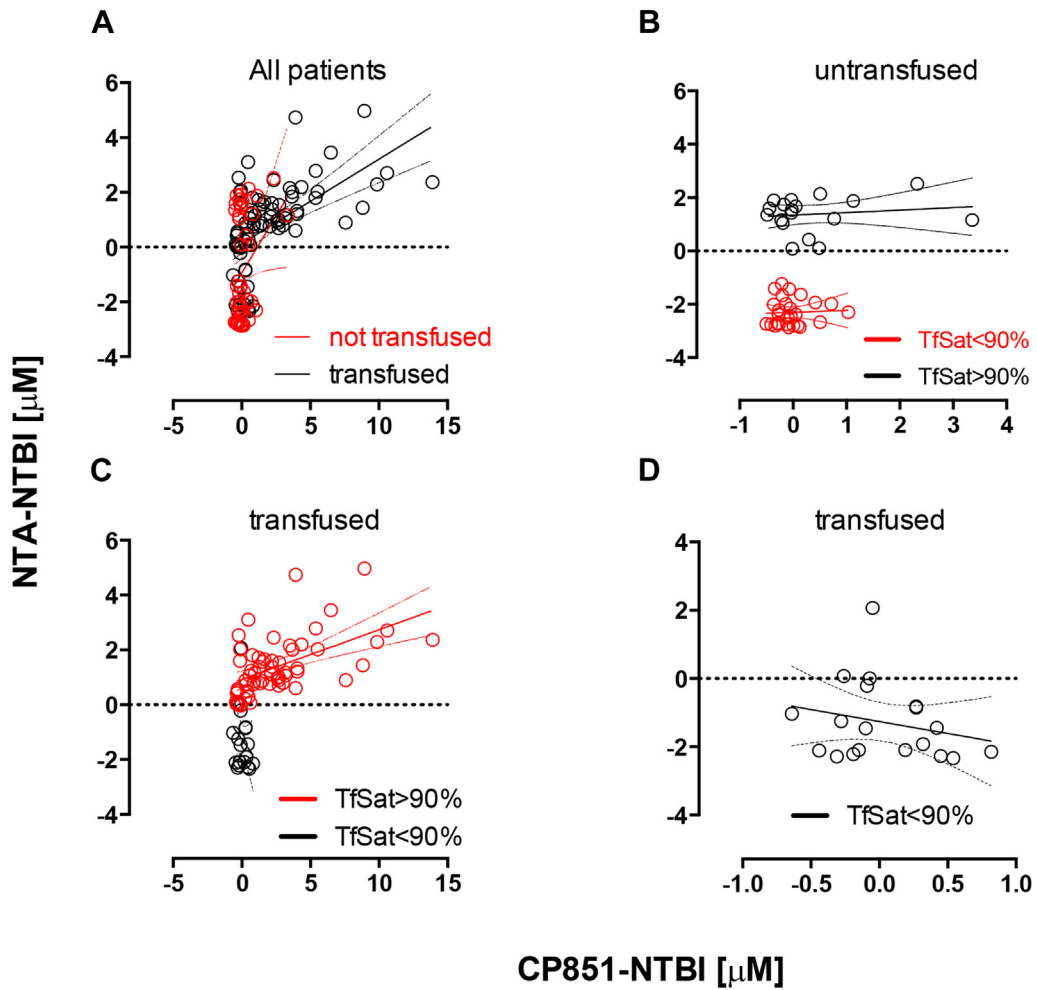 A
All patients
6
4
2
0
-2
-4
not transfused
transfused
-5
0
5
10
15
B
untransfused
6
4
2
0
-2
-4
TfSat<90%
TfSat>90%
-1
0
1
2
3
4
C
transfused
6
4
2
0
-2
-4
TfSat>90%
TfSat<90%
-5
0
5
10
15
D
transfused
4
2
0
-2
-4
TfSat<90%
-1.0
-0.5
0.0
0.5
1.0
NTA-NTBI [μM]
CP851-NTBI [μM]